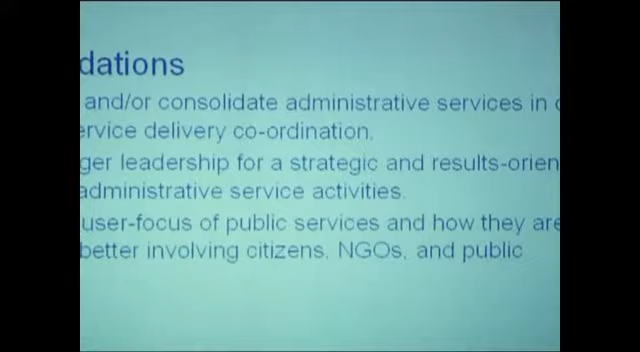 dations
and/or consolidate administrative services in
ervice delivery co-ordination.
ger leadership for a strategic and results-orien
administrative service activities.
user-focus of public services and how they are
better involving citizens, NGOs, and public